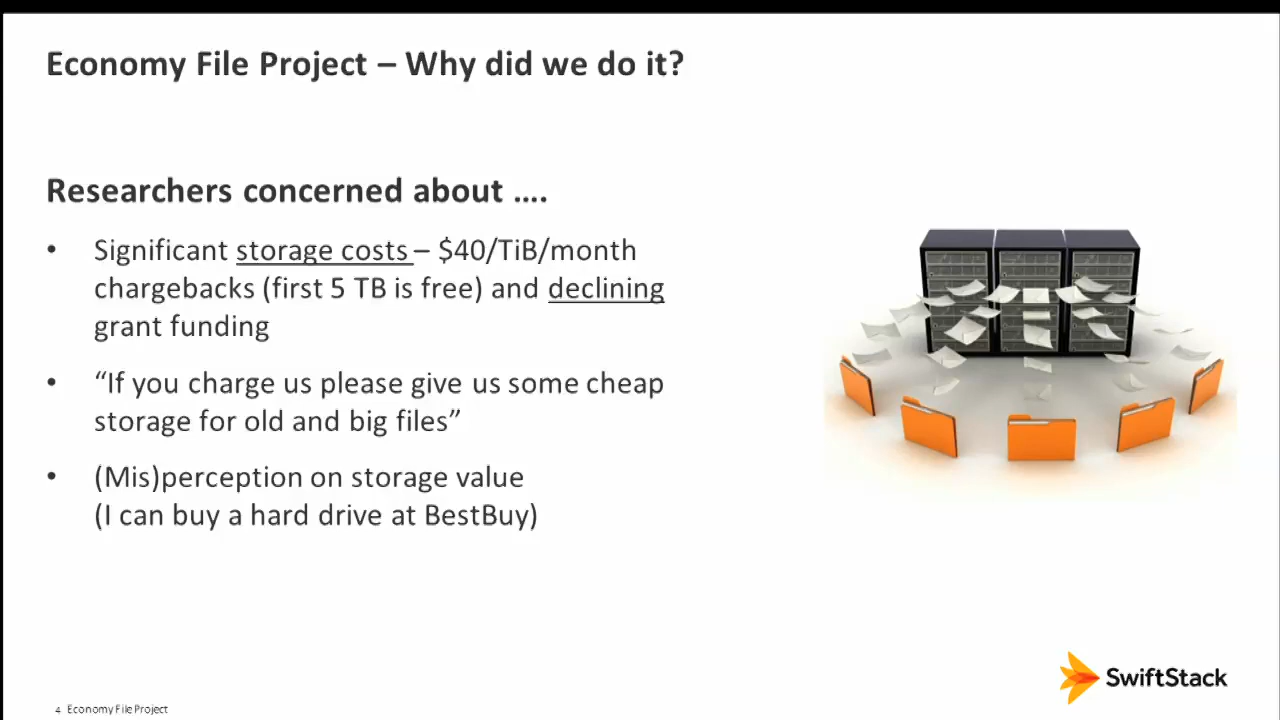 Economy File Project – Why did we do it?
Researchers concerned about ....
• Significant storage costs – $40/TiB/month
chargebacks (first 5 TB is free) and declining
grant funding
• “If you charge us please give us some cheap
storage for old and big files”
• (Mis)perception on storage value
(I can buy a hard drive at BestBuy)
SwiftStack
4 Economy File Project